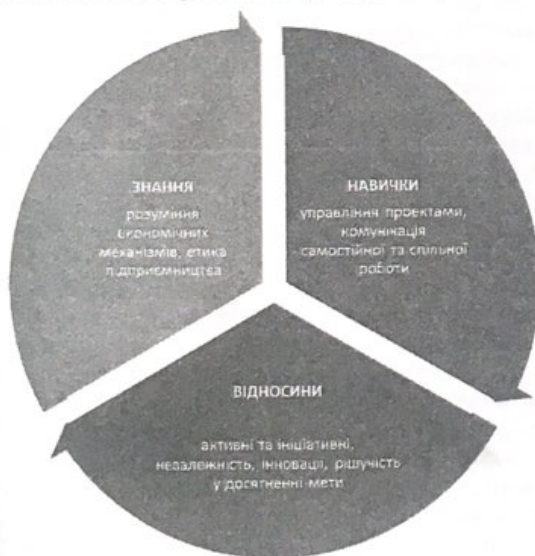 ЗНАННЯ
розуміння
економічних
механізмів, етика
підприємництва
НАВИЧКИ
управління проектами,
комунікація
самостійної та спільної
роботи
ВІДНОСИНИ
активні та ініціативні,
незалежність, інновації, рішучість
у досягненні мети